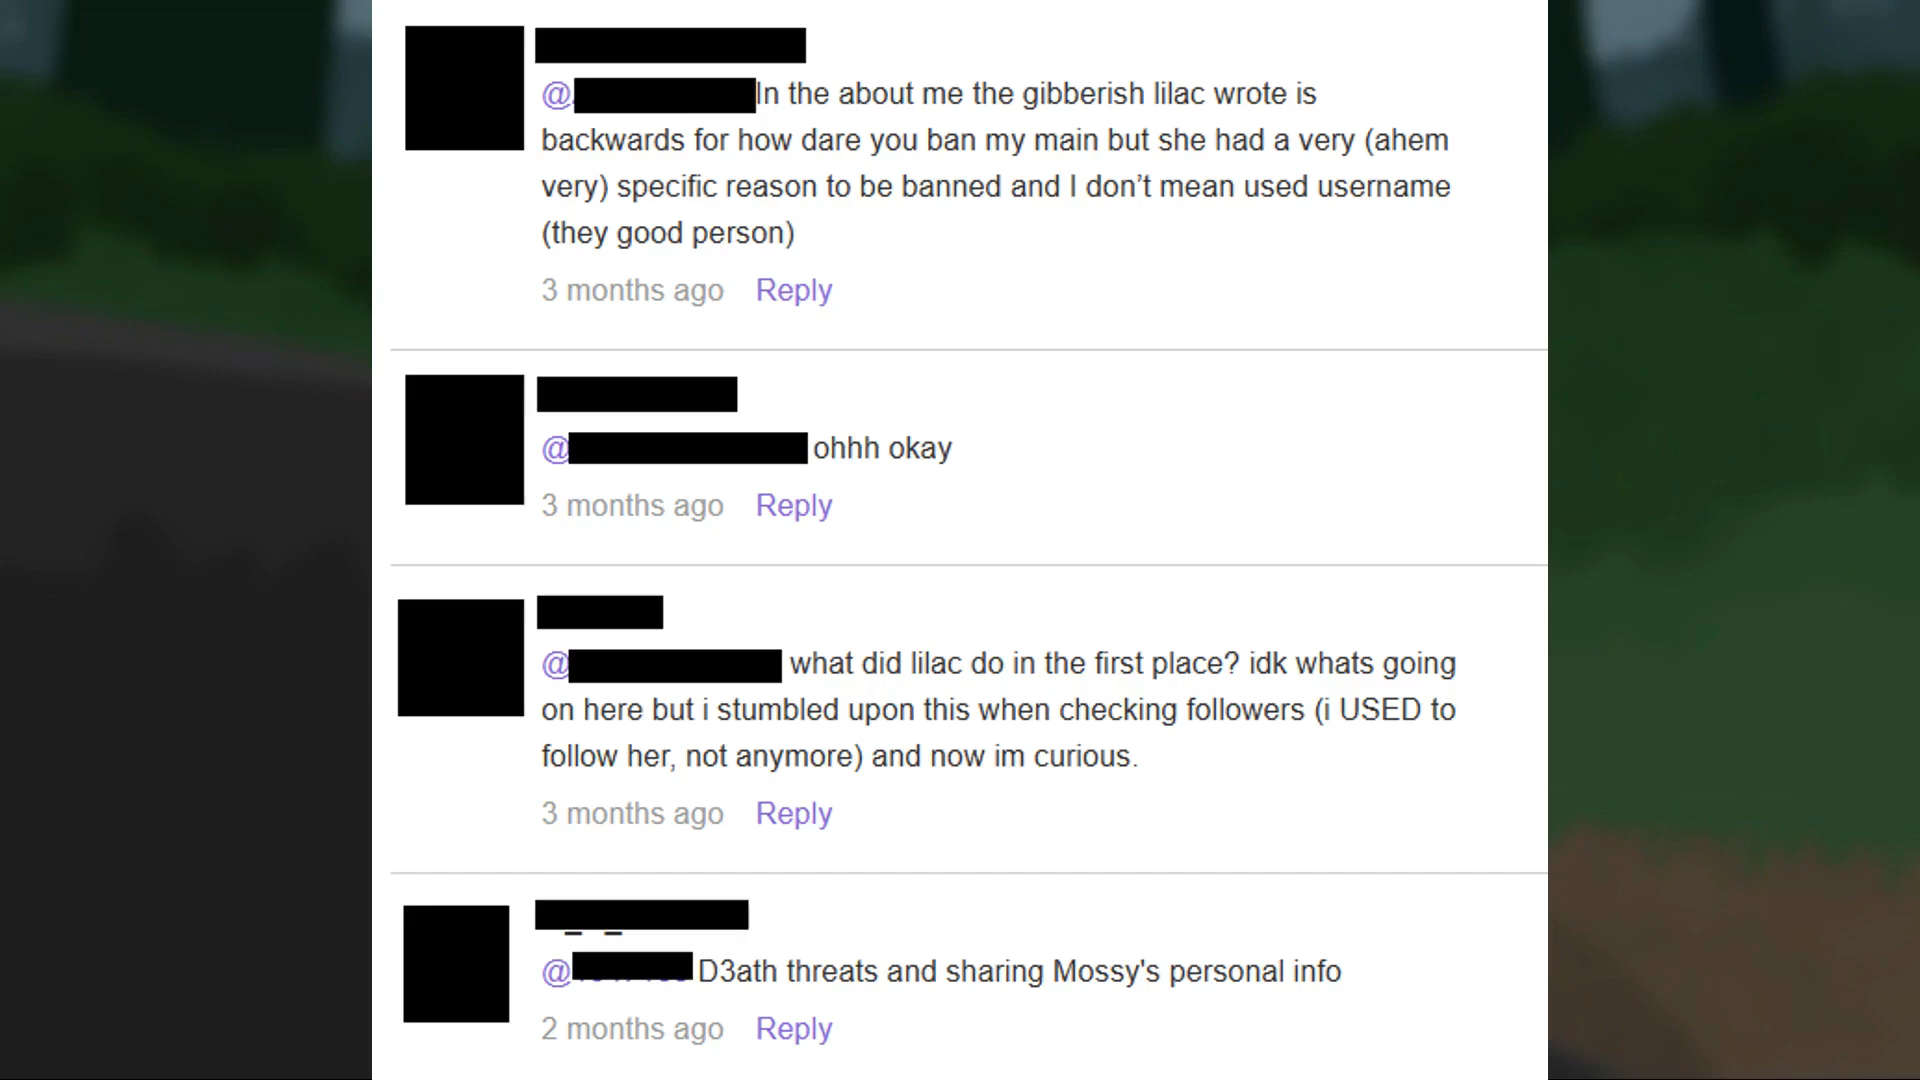 @ In the about me the gibberish lilac wrote is
backwards for how dare you ban my main but she had a very (ahem
very) specific reason to be banned and I don’t mean used username
(they good person)
3 months ago Reply
@ ohhh okay
3 months ago Reply
@ what did lilac do in the first place? idk whats going
on here but i stumbled upon this when checking followers (i USED to
follow her, not anymore) and now im curious.
3 months ago Reply
@ D3ath threats and sharing Mossy's personal info
2 months ago Reply